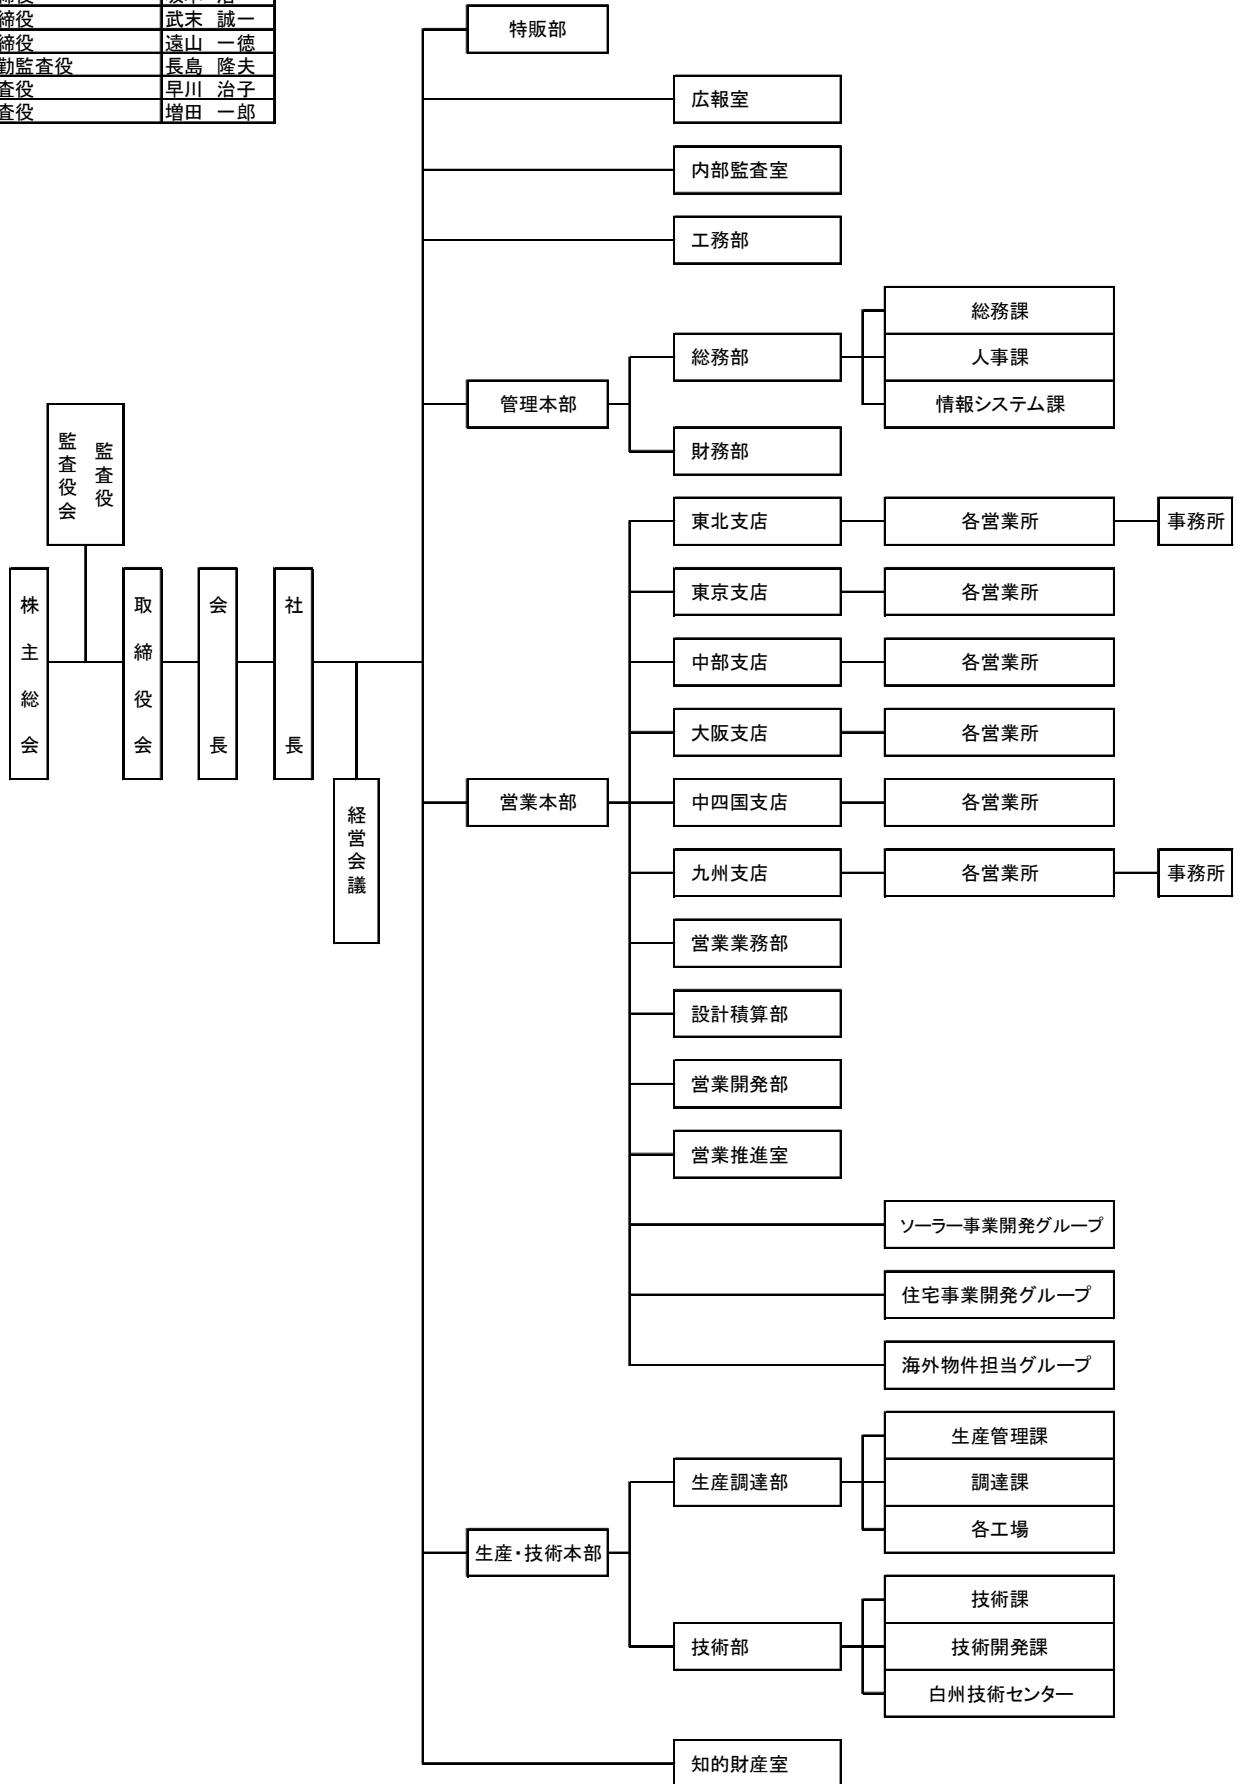 締役 武末 誠一
締役 遠山 一徳
勤監査役 長島 隆夫
査役 早川 治子
査役 増田 一郎
特販部
広報室
内部監査室
工務部
総務課
総務部
人事課
管理本部
情報システム課
財務部
監査役
監査役会
東北支店
各営業所
事務所
株主総会
取締役会
会長
社長
東京支店
各営業所
中部支店
各営業所
大阪支店
各営業所
営業本部
中四国支店
各営業所
経営会議
九州支店
各営業所
事務所
営業業務部
設計積算部
営業開発部
営業推進室
ソーラー事業開発グループ
住宅事業開発グループ
海外物件担当グループ
生産管理課
生産調達部
調達課
各工場
生産・技術本部
技術課
技術部
技術開発課
白州技術センター
知的財産室